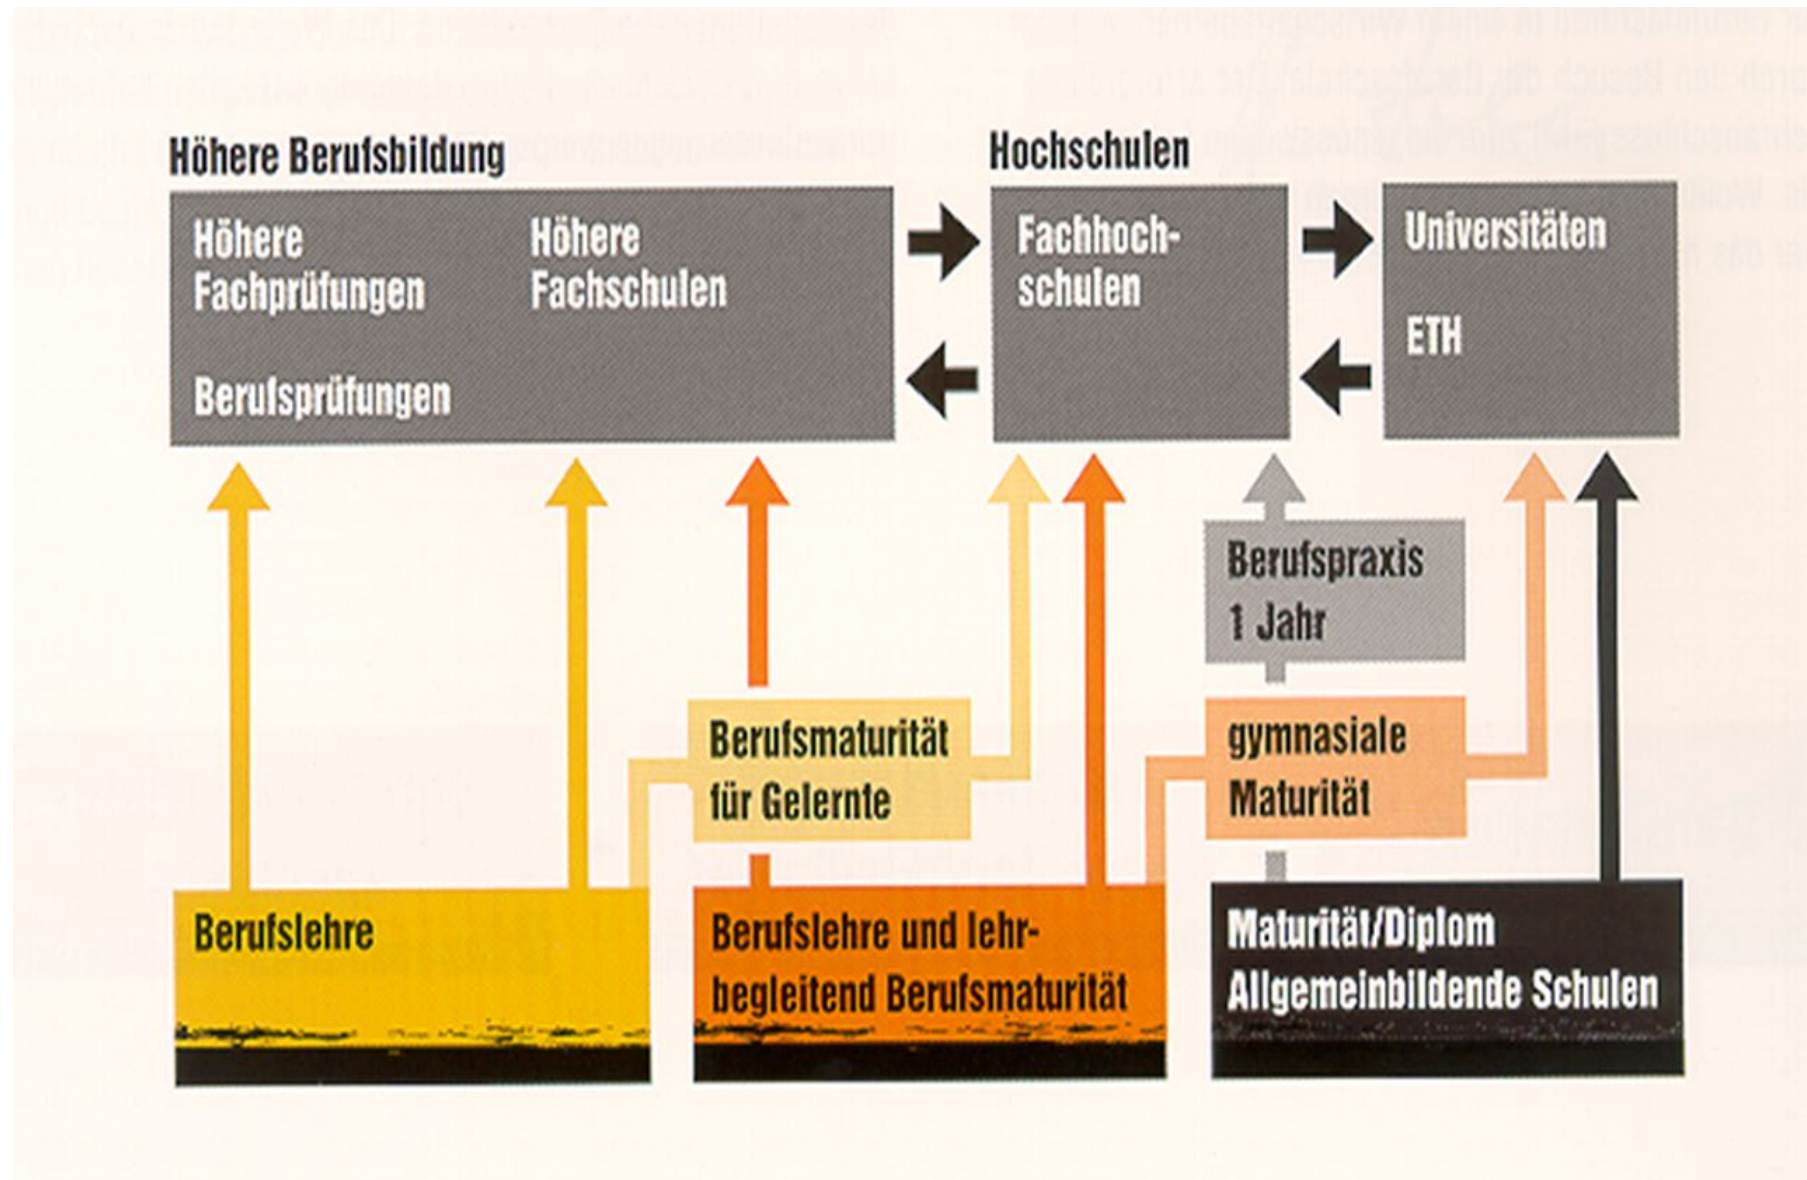 Höhere Berufsbildung
Hochschulen
Höhere
Fachprüfungen
Berufsprüfungen
Höhere
Fachschulen
Fachhoch-
schulen
Universitäten
ETH
Berufspraxis
1 Jahr
Berufsmaturität
für Gelernte
gymnasiale
Maturität
Berufslehre
Berufslehre und lehr-
begleitend Berufsmaturität
Maturität/Diplom
Allgemeinbildende Schulen